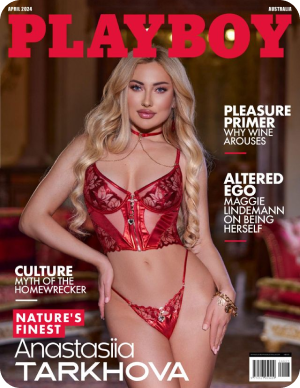 APRIL 2024
AUSTRALIA
PLAYBOY
PLEASURE
PRIMER
WHY WINE
AROUSES
ALTERED
EGO
MAGGIE
LINDEMANN
ON BEING
HERSELF
CULTURE
MYTH OF THE
HOMEWRECKER
NATURE'S
FINEST
Anastasiia
TARKHOVA